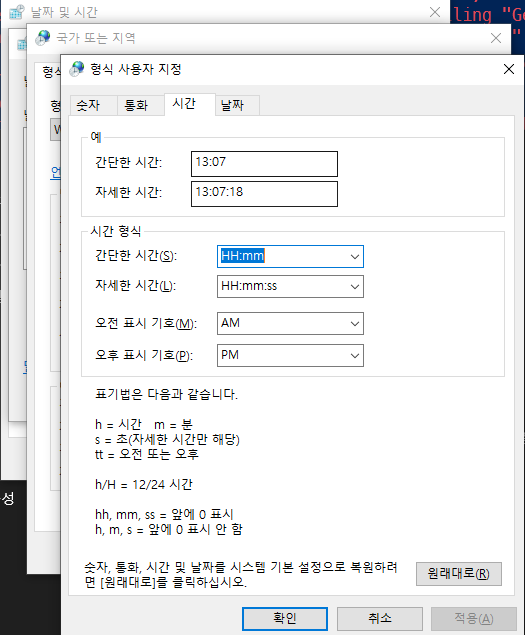 날짜 및 시간
ling "G
국가 또는 지역
"
형식 사용자 지정
형식
숫자
통화
시간
날짜
예
간단한 시간:
13:07
자세한 시간:
13:07:18
시간 형식
간단한 시간(S):
HH:mm
자세한 시간(L):
HH:mm:ss
오전 표시 기호(M):
AM
오후 표시 기호(P):
PM
표기법은 다음과 같습니다.
h = 시간 m = 분
s = 초(자세한 시간만 해당)
tt = 오전 또는 오후
h/H = 12/24 시간
성
hh, mm, ss = 앞에 0 표시
h, m, s = 앞에 0 표시 안 함
숫자, 통화, 시간 및 날짜를 시스템 기본 설정으로 복원하려
면 [원래대로]를 클릭하십시오.
원래대로(R)
확인
취소
적용(A)